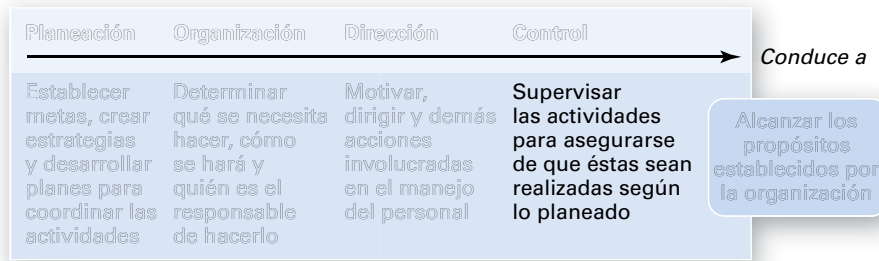 Planeación Organización Dirección Control
Conduce a
Establecer
metas, crear
estrategias
y desarrollar
planes para
coordinar las
actividades
Determinar
qué se necesita
hacer, cómo
se hará y
quién es el
responsable
de hacerlo
Motivar,
dirigir y demás
acciones
involucradas
en el manejo
del personal
Supervisar
las actividades
para asegurarse
de que éstas sean
realizadas según
lo planeado
Alcanzar los
propósitos
establecidos por
la organización